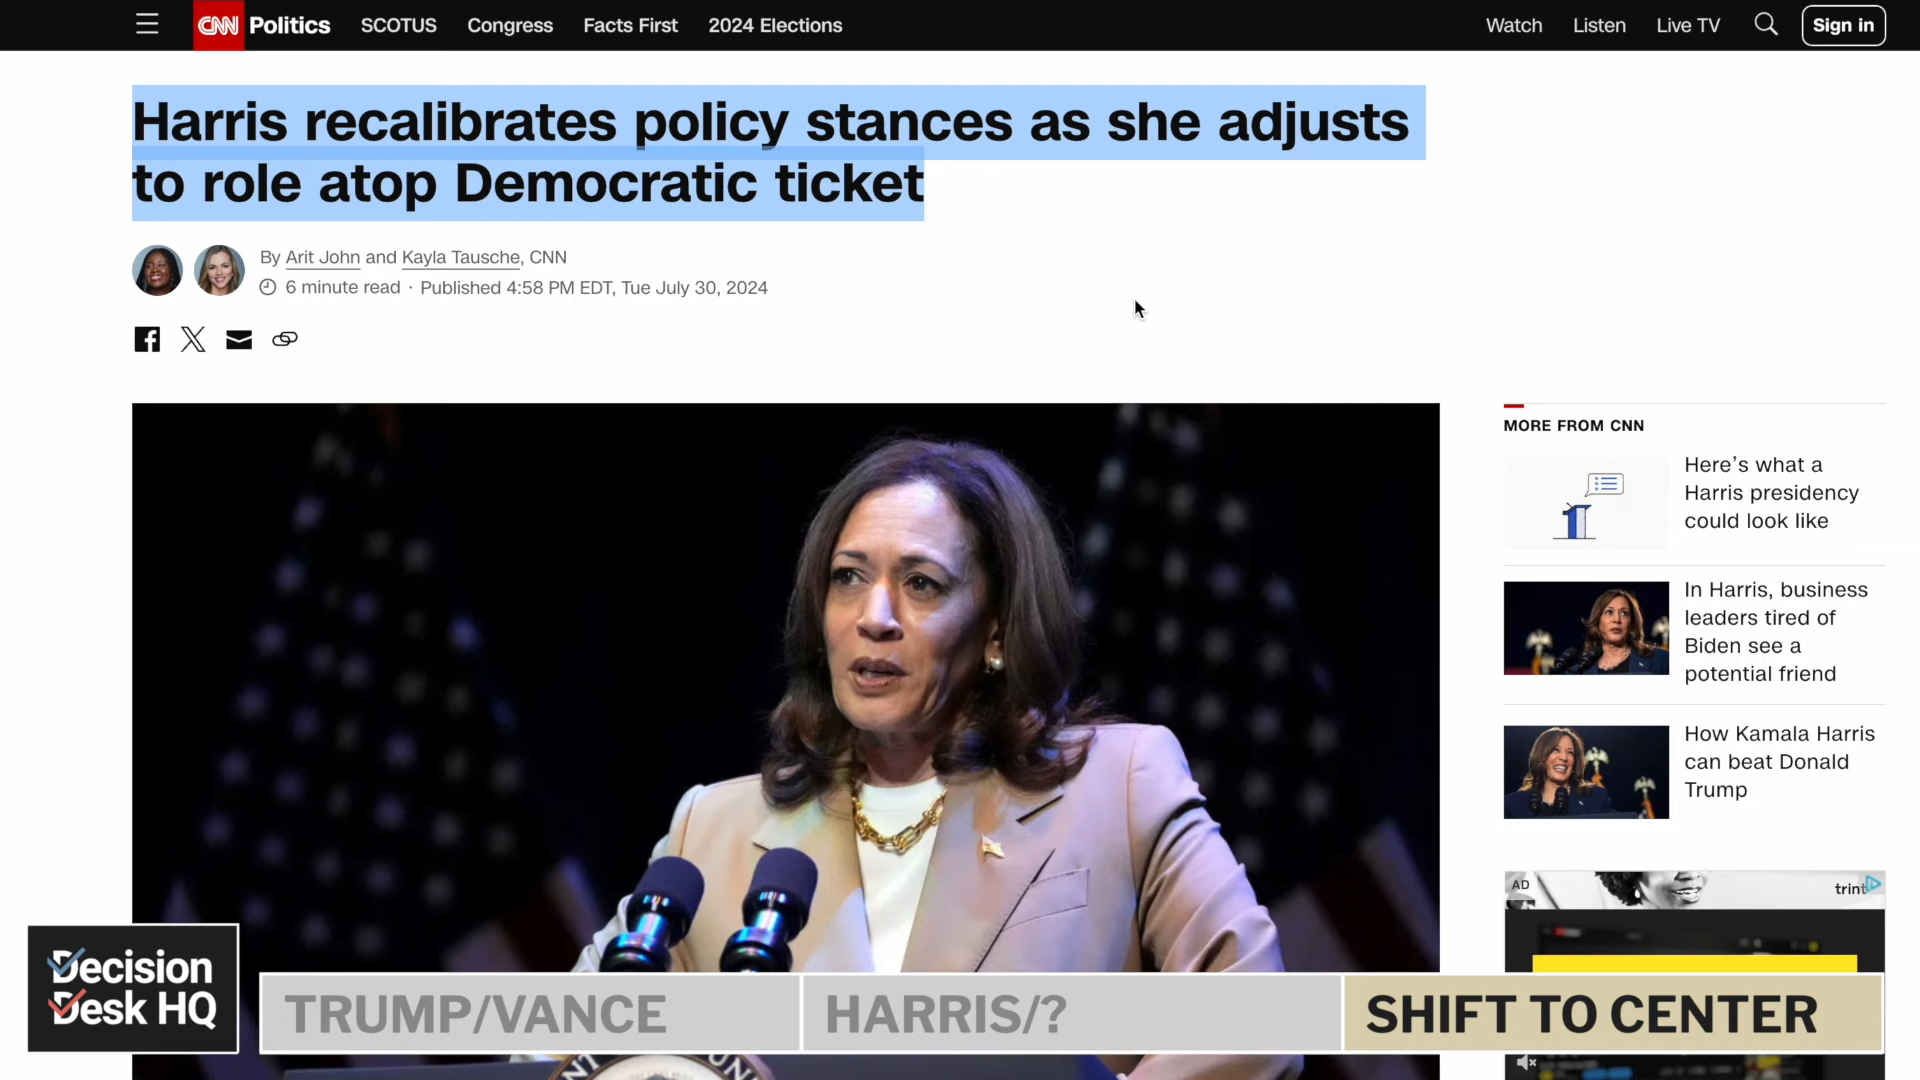 CNN Politics SCOTUS Congress Facts First 2024 Elections Watch Listen Live TV Sign in
Harris recalibrates policy stances as she adjusts
to role atop Democratic ticket
By Arit John and Kayla Tausche, CNN
6 minute read · Published 4:58 PM EDT, Tue July 30, 2024
MORE FROM CNN
Here’s what a
Harris presidency
could look like
In Harris, business
leaders tired of
Biden see a
potential friend
How Kamala Harris
can beat Donald
Trump
AD
trint
Decision
Desk HQ
TRUMP/VANCE
HARRIS/?
SHIFT TO CENTER